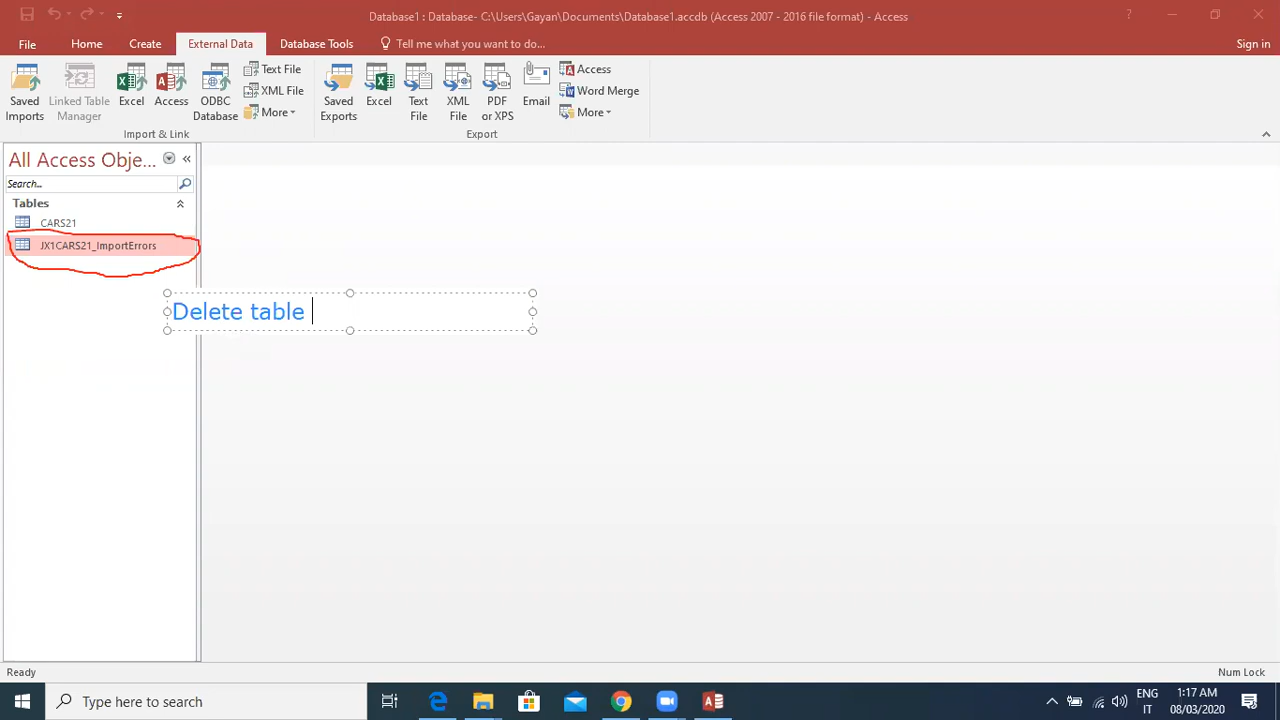 Database1 : Database- C:\Users\Gayan\Documents\Database1.accdb (Access 2007 - 2016 file format) - Access
File Home Create External Data Database Tools Tell me what you want to do... Sign in
Saved Imports
Linked Table Manager
Excel
Access
ODBC Database
Text File
XML File
More
Import & Link
Saved Exports
Excel
Text File
XML File
PDF or XPS
Email
Access
Word Merge
More
Export
All Access Obje...
Search...
Tables
CARS21
JX1CARS21_ImportErrors
Delete table
Ready
Num Lock
Type here to search
ENG
IT
1:17 AM
08/03/2020